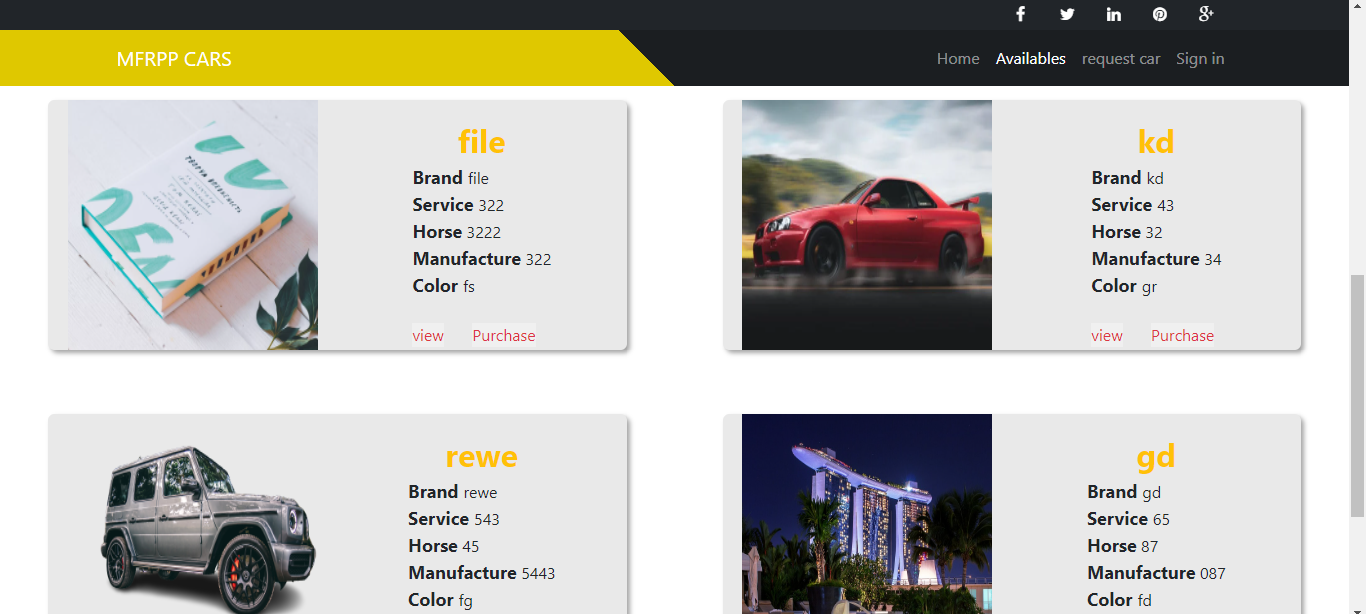 MFRPP CARS
Home Availables request car Sign in
file
Brand file
Service 322
Horse 3222
Manufacture 322
Color fs
view Purchase
kd
Brand kd
Service 43
Horse 32
Manufacture 34
Color gr
view Purchase
rewe
Brand rewe
Service 543
Horse 45
Manufacture 5443
Color fg
gd
Brand gd
Service 65
Horse 87
Manufacture 087
Color fd